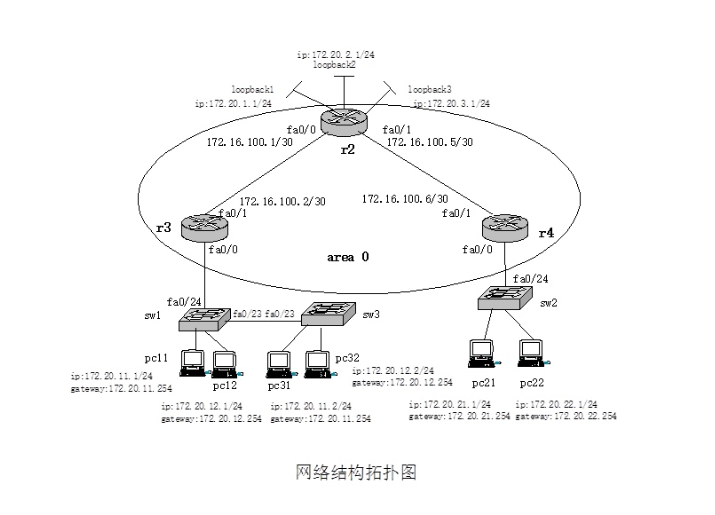 ip:172.20.2.1/24
loopback2
loopback1
loopback3
ip:172.20.1.1/24
ip:172.20.3.1/24
fa0/0
fa0/1
172.16.100.1/30
172.16.100.5/30
r2
172.16.100.2/30
172.16.100.6/30
fa0/1
fa0/1
r3
r4
fa0/0
fa0/0
area 0
fa0/24
fa0/24
sw1
fa0/23 fa0/23
sw3
sw2
pc11
pc12
pc31
pc32
pc21
pc22
ip:172.20.11.1/24
gateway:172.20.11.254
ip:172.20.12.2/24
gateway:172.20.12.254
ip:172.20.12.1/24
gateway:172.20.12.254
ip:172.20.11.2/24
gateway:172.20.11.254
ip:172.20.21.1/24
gateway:172.20.21.254
ip:172.20.22.1/24
gateway:172.20.22.254
网络结构拓扑图